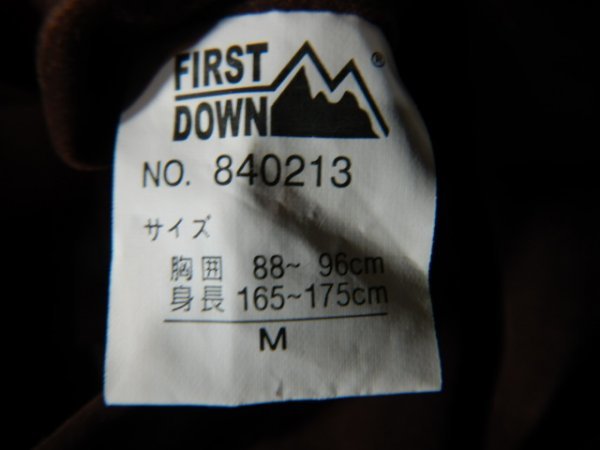 FIRST
DOWN ®
NO. 840213
サイズ
胸囲 88~ 96cm
身長 165~175cm
M